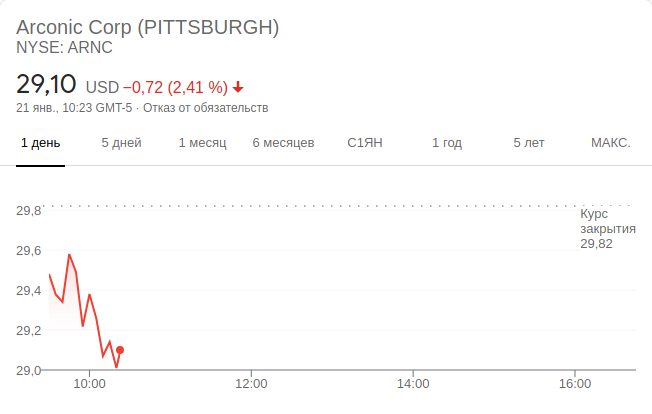 Arconic Corp (PITTSBURGH)
NYSE: ARNC
29,10 USD −0,72 (2,41 %)
21 янв., 10:23 GMT-5 · Отказ от обязательств
1 день 5 дней 1 месяц 6 месяцев С1ЯН 1 год 5 лет МАКС.
29,8
Курс
закрытия
29,82
29,6
29,4
29,2
29,0
10:00 12:00 14:00 16:00